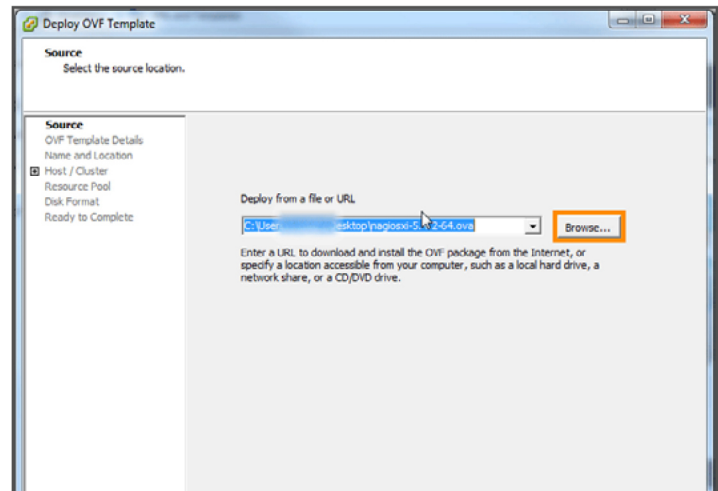 Deploy OVF Template
Source
Select the source location.
Source
OVF Template Details
Name and Location
Host / Cluster
Resource Pool
Disk Format
Ready to Complete
Deploy from a file or URL
C:\User esktop\nagiosxi-5. 2-64.ova
Browse...
Enter a URL to download and install the OVF package from the Internet, or
specify a location accessible from your computer, such as a local hard drive, a
network share, or a CD/DVD drive.